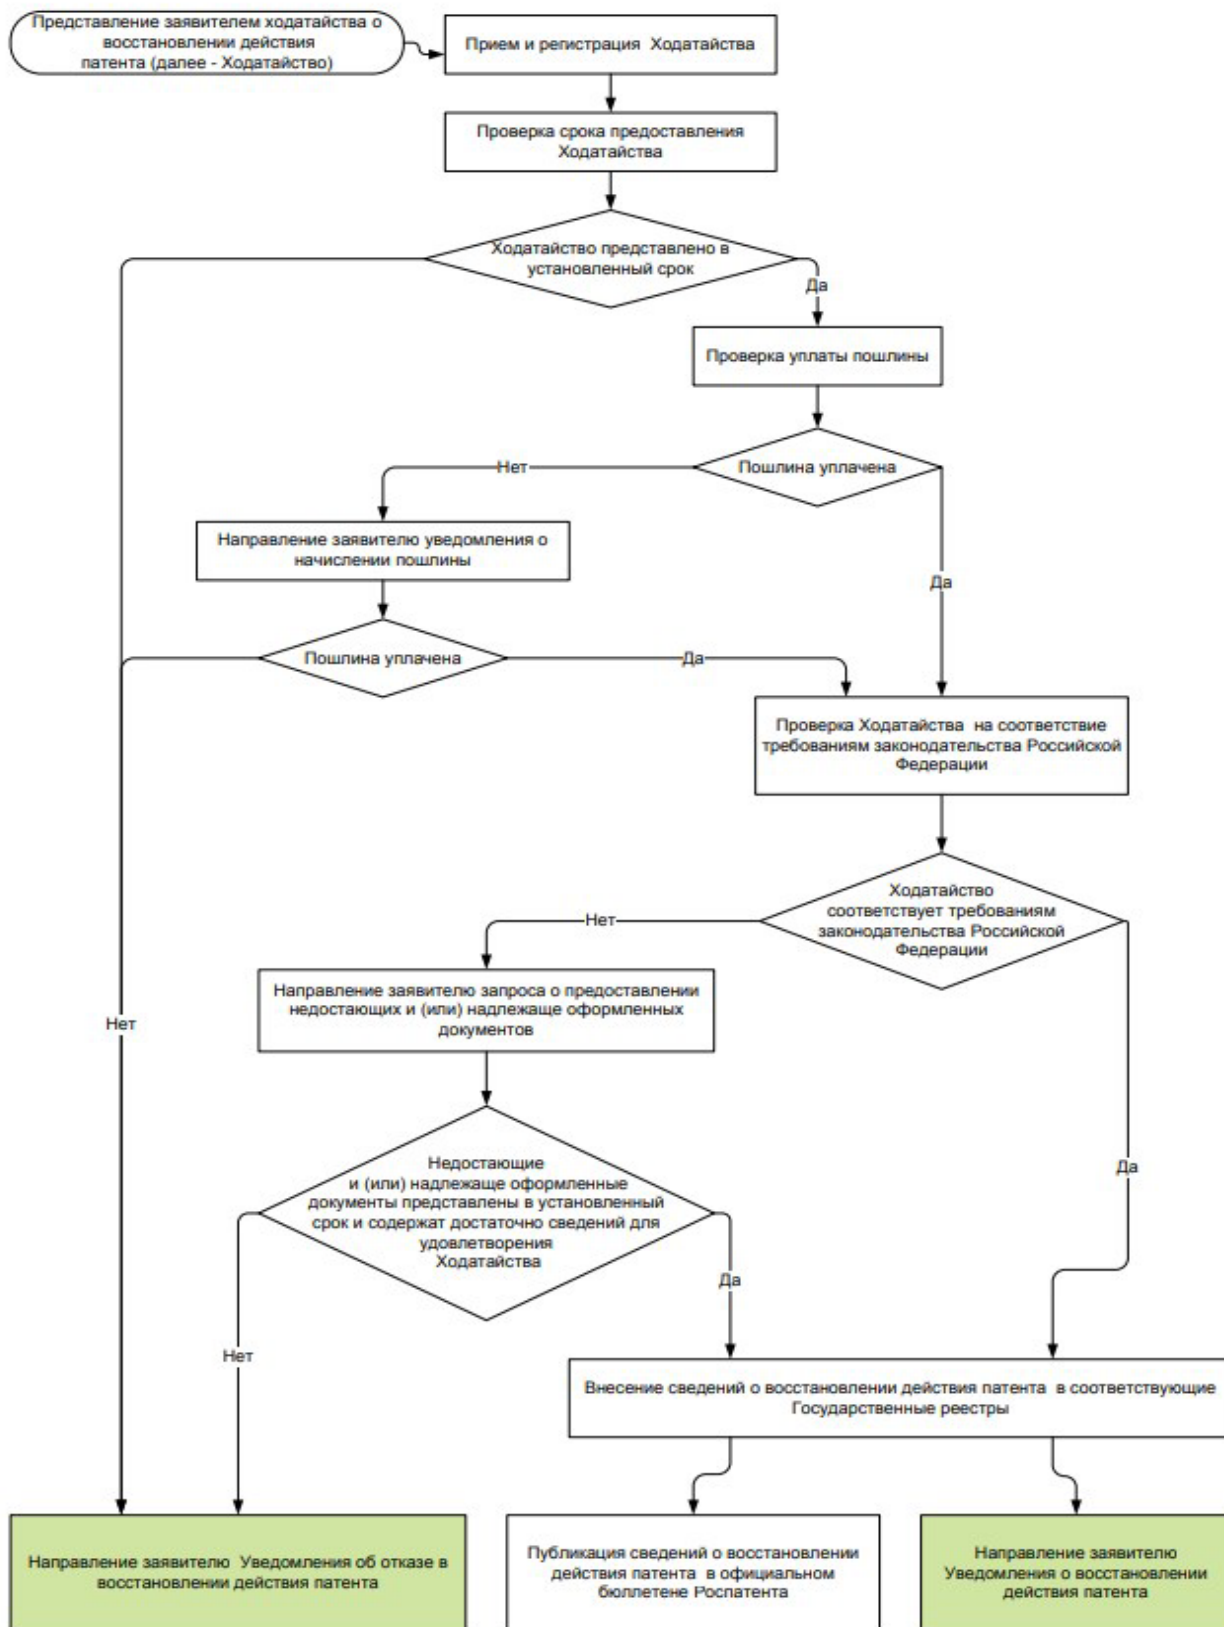 Представление заявителем ходатайства о
восстановлении действия
патента (далее - Ходатайство)
Прием и регистрация Ходатайства
Проверка срока предоставления
Ходатайства
Ходатайство представлено в
установленный срок
Да
Проверка уплаты пошлины
Пошлина уплачена
Нет
Направление заявителю уведомления о
начислении пошлины
Да
Пошлина уплачена
Да
Проверка Ходатайства на соответствие
требованиям законодательства Российской
Федерации
Ходатайство
соответствует требованиям
законодательства Российской
Федерации
Нет
Направление заявителю запроса о предоставлении
недостающих и (или) надлежаще оформленных
документов
Нет
Недостающие
и (или) надлежаще оформленные
документы представлены в установленный
срок и содержат достаточно сведений для
удовлетворения
Ходатайства
Да
Да
Нет
Внесение сведений о восстановлении действия патента в соответствующие
Государственные реестры
Направление заявителю Уведомления об отказе в
восстановлении действия патента
Публикация сведений о восстановлении
действия патента в официальном
бюллетене Роспатента
Направление заявителю
Уведомления о восстановлении
действия патента